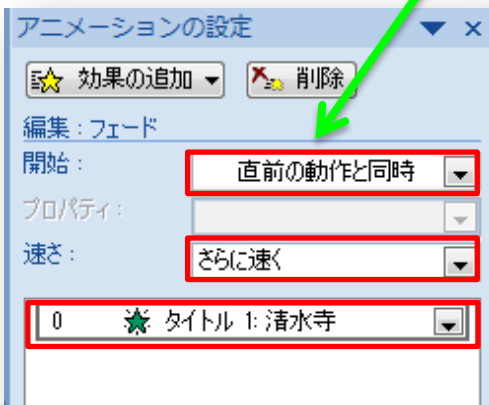 アニメーションの設定
効果の追加 削除
編集：フェード
開始： 直前の動作と同時
プロパティ：
速さ： さらに速く
0 タイトル 1: 清水寺